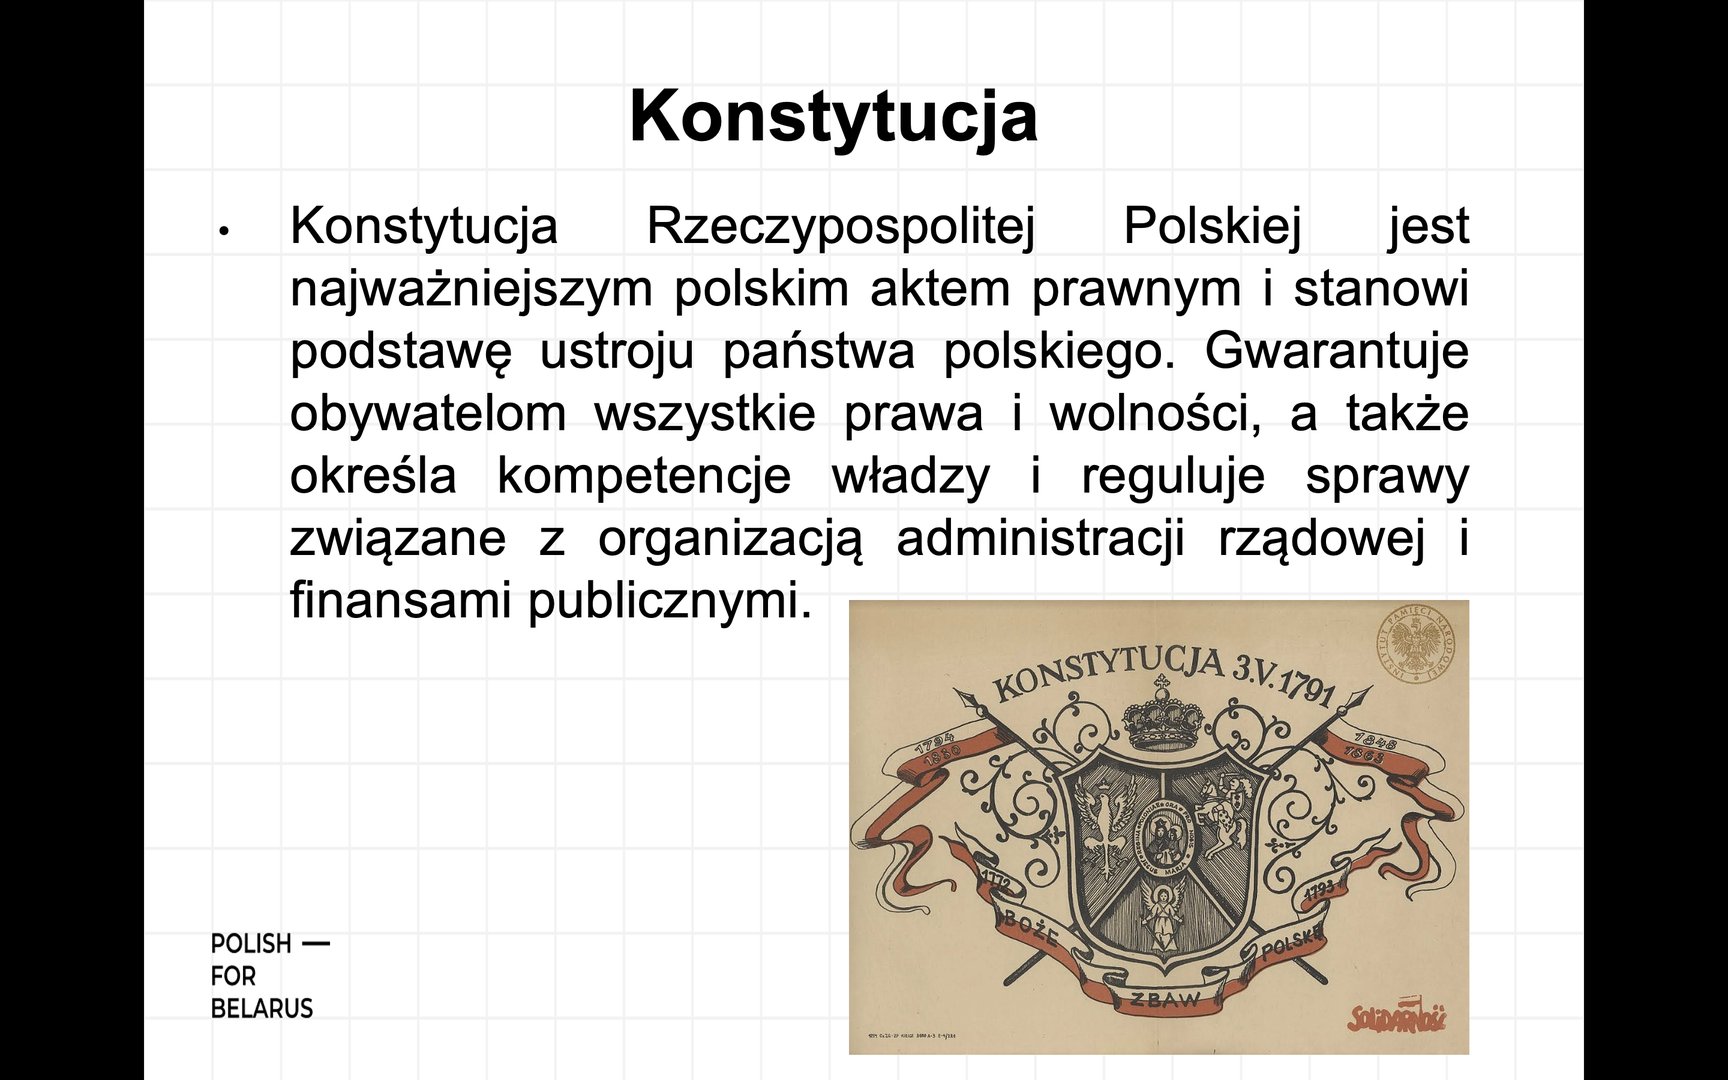 Konstytucja
• Konstytucja Rzeczypospolitej Polskiej jest
najważniejszym polskim aktem prawnym i stanowi
podstawę ustroju państwa polskiego. Gwarantuje
obywatelom wszystkie prawa i wolności, a także
określa kompetencje władzy i reguluje sprawy
związane z organizacją administracji rządowej i
finansami publicznymi.
INSTYTUT PAMIĘCI NARODOWEJ
KONSTYTUCJA 3.V.1791
1794
1830
1848
1863
1772
1793
BOŻE
ZBAW
POLSKĘ
SOLIDARNOŚĆ
POLISH —
FOR
BELARUS